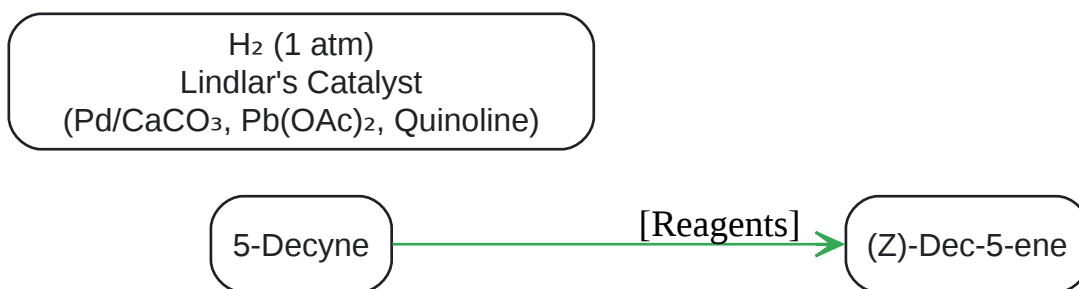 H₂ (1 atm)
Lindlar's Catalyst
(Pd/CaCO₃, Pb(OAc)₂, Quinoline)
5-Decyne
[Reagents]
(Z)-Dec-5-ene